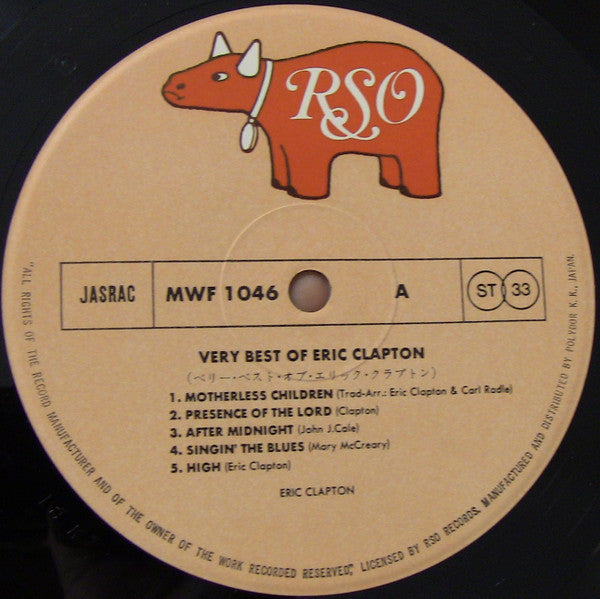 RSO
JASRAC
MWF 1046
A
ST 33
VERY BEST OF ERIC CLAPTON
(ベリー・ベスト・オブ・エリック・クラプトン)
1. MOTHERLESS CHILDREN (Trad-Arr.: Eric Clapton & Carl Radle)
2. PRESENCE OF THE LORD (Clapton)
3. AFTER MIDNIGHT (John J.Cale)
4. SINGIN' THE BLUES (Mary McCreary)
5. HIGH (Eric Clapton)
ERIC CLAPTON
"ALL RIGHTS OF THE RECORD MANUFACTURER AND OF THE OWNER OF THE WORK RECORDED RESERVED", LICENSED BY RSO RECORDS. MANUFACTURED AND DISTRIBUTED BY POLYDOR K.K., JAPAN.